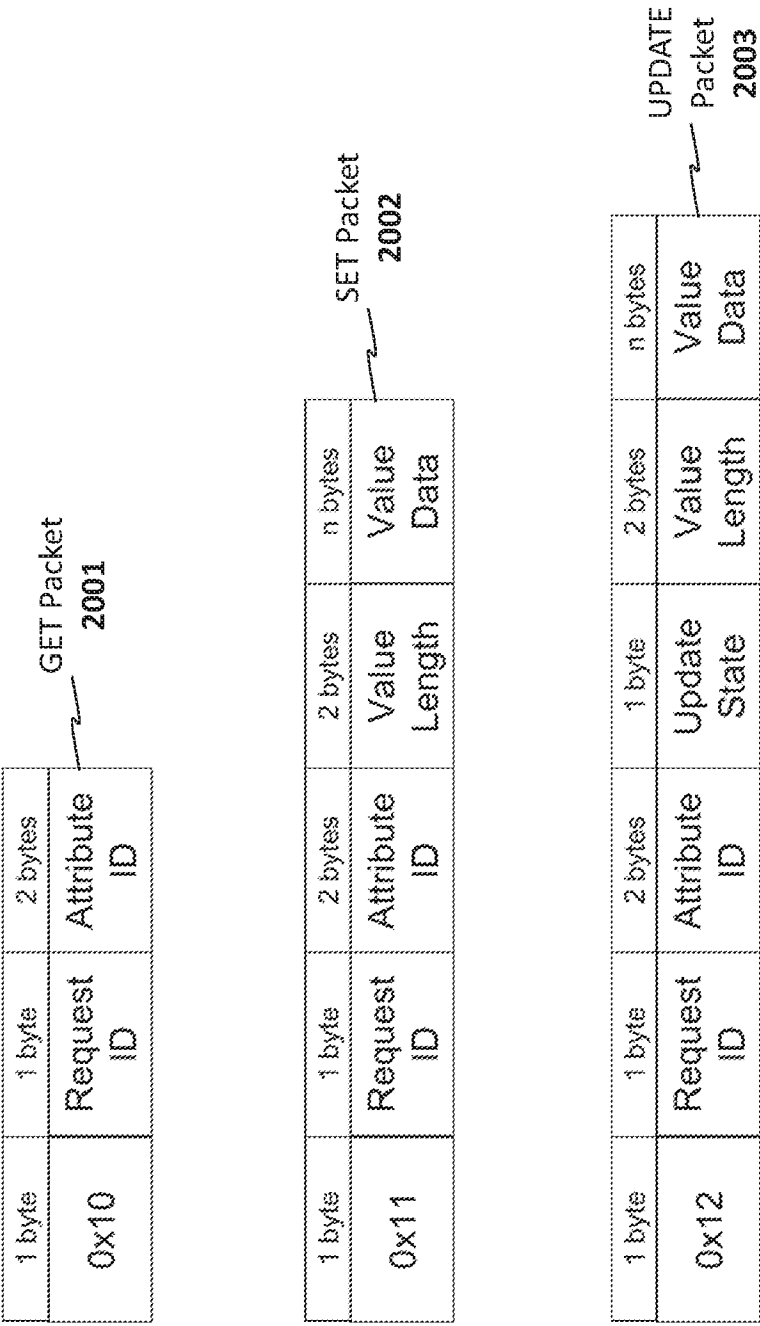 GET Packet
2001
1 byte
1 byte
2 bytes
0x10
Request
ID
Attribute
ID
SET Packet
2002
1 byte
1 byte
2 bytes
2 bytes
n bytes
0x11
Request
ID
Attribute
ID
Value
Length
Value
Data
UPDATE
Packet
2003
1 byte
1 byte
2 bytes
1 byte
2 bytes
n bytes
0x12
Request
ID
Attribute
ID
Update
State
Value
Length
Value
Data